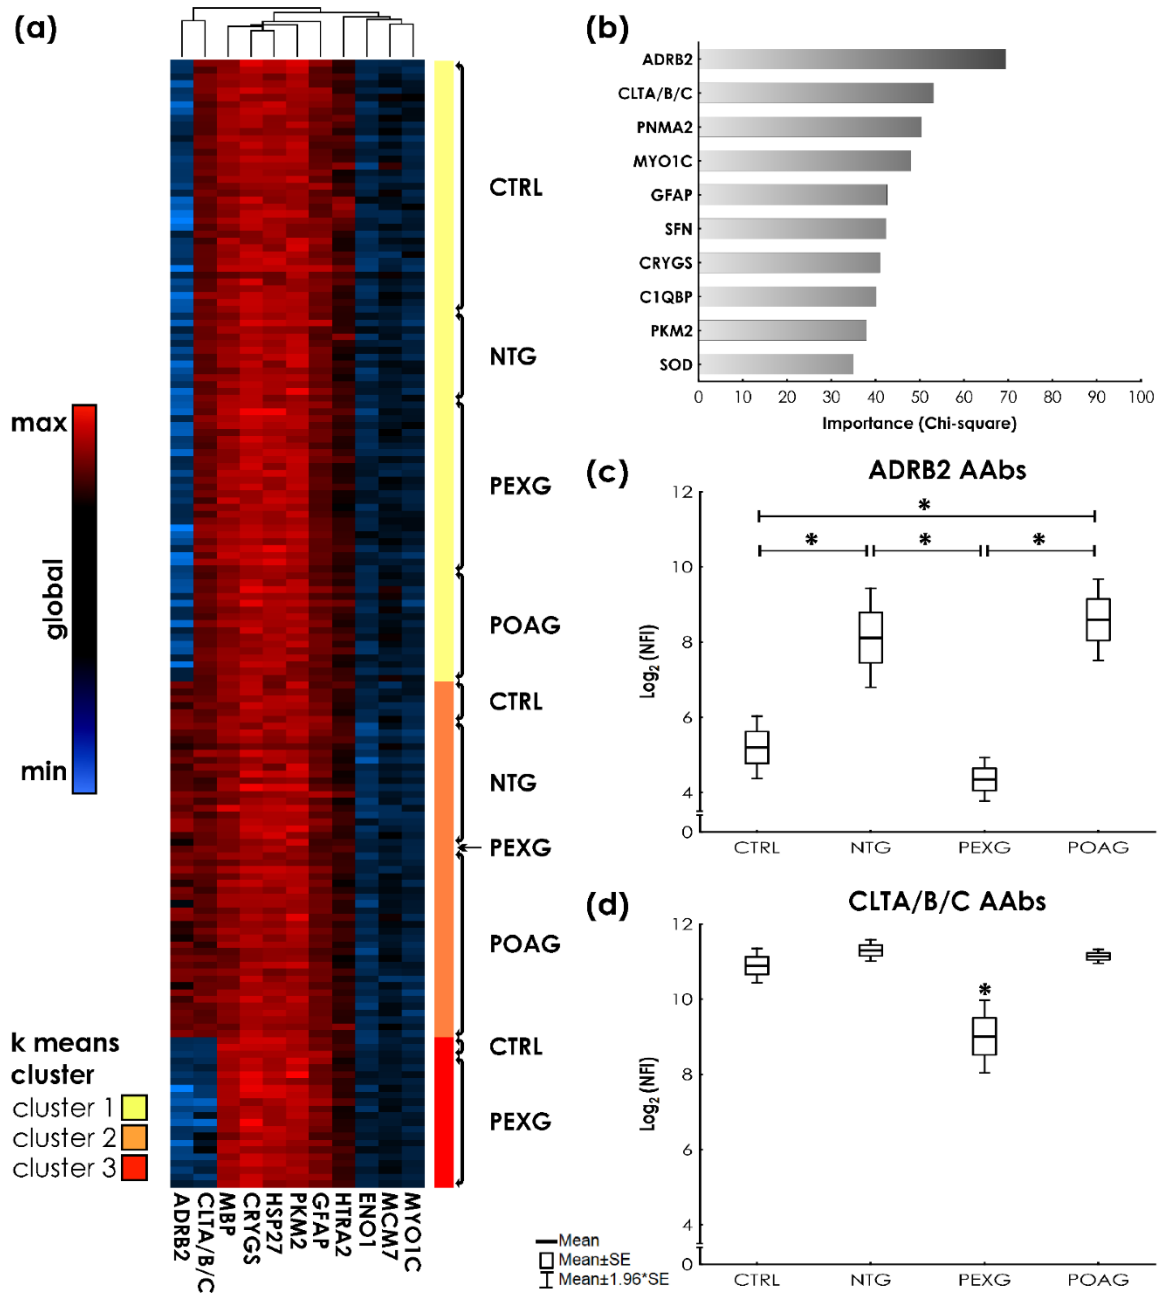 (a)
CTRL
NTG
PEXG
POAG
CTRL
NTG
PEXG
POAG
CTRL
PEXG
max
global
min
k means
cluster
cluster 1
cluster 2
cluster 3
ADRB2
CLTA/B/C
MBP
CRYGS
HSP27
PKM2
GFAP
HTRA2
ENO1
MCM7
MYO1C
(b)
ADRB2
CLTA/B/C
PNMA2
MYO1C
GFAP
SFN
CRYGS
C1QBP
PKM2
SOD
0 10 20 30 40 50 60 70 80 90 100
Importance (Chi-square)
(c) ADRB2 AAbs
Log2 (NFI)
12
10
8
6
4
0
*
* * *
CTRL NTG PEXG POAG
(d) CLTA/B/C AAbs
Log2 (NFI)
12
10
8
6
4
0
*
CTRL NTG PEXG POAG
Mean
Mean±SE
Mean±1.96*SE